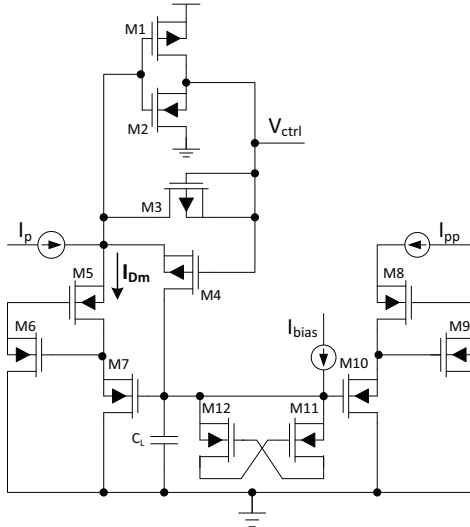 M1
M2
V_ctrl
M3
I_p
I_pp
M5
I_Dm
M4
M8
M6
I_bias
M9
M7
M10
M12
M11
C_L